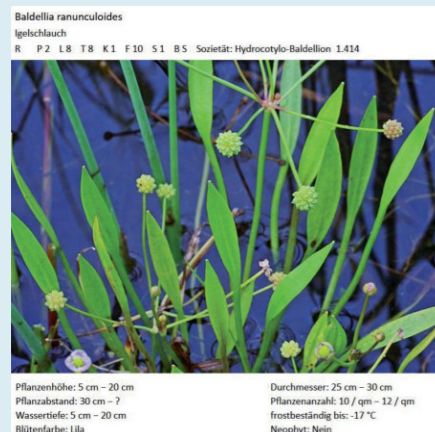 Baldellia ranunculoides
Igelschlauch
R P 2 L 8 T 8 K 1 F 10 S 1 B 5 Sozietät: Hydrocotylo-Baldellion 1.414
Pflanzenhöhe: 5 cm – 20 cm
Pflanzabstand: 30 cm – ?
Wassertiefe: 5 cm – 20 cm
Blütenfarbe: Lila
Durchmesser: 25 cm – 30 cm
Pflanzenanzahl: 10 / qm – 12 / qm
frostbeständig bis: -17 °C
Neophyt: Nein